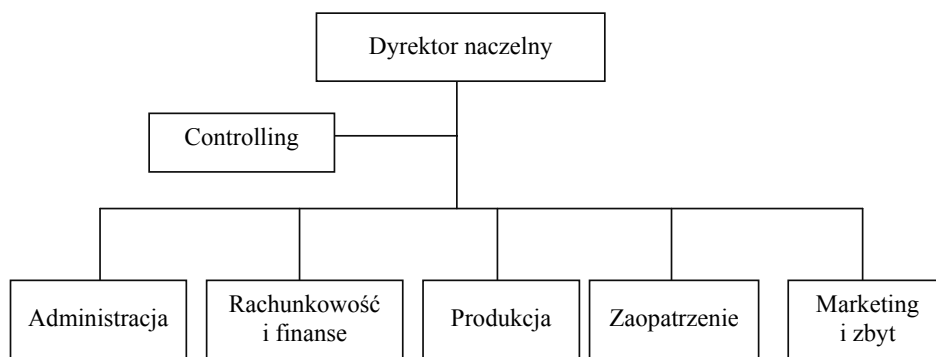 Dyrektor naczelny
Controlling
Administracja
Rachunkowość
i finanse
Produkcja
Zaopatrzenie
Marketing
i zbyt